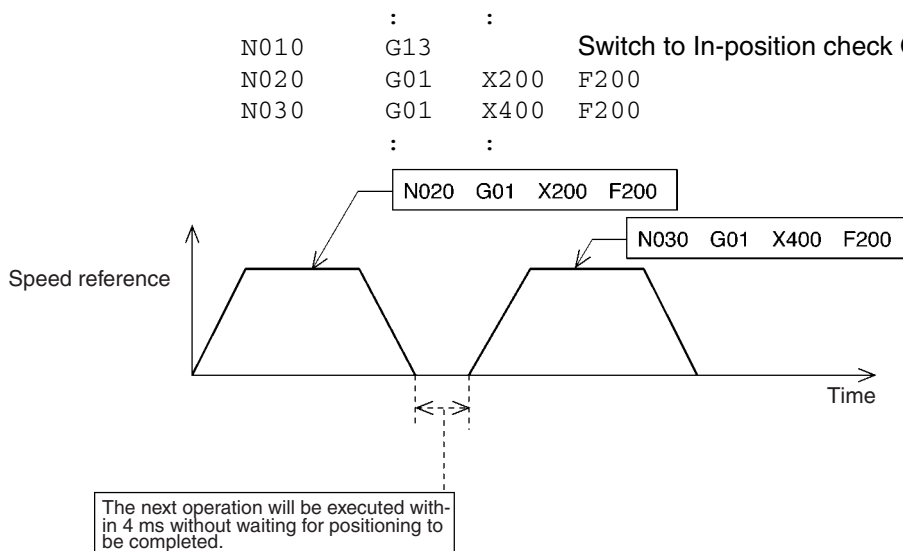 : :
N010 G13 Switch to In-position check
N020 G01 X200 F200
N030 G01 X400 F200
: :
N020 G01 X200 F200
N030 G01 X400 F200
Speed reference
Time
The next operation will be executed with-
in 4 ms without waiting for positioning to
be completed.